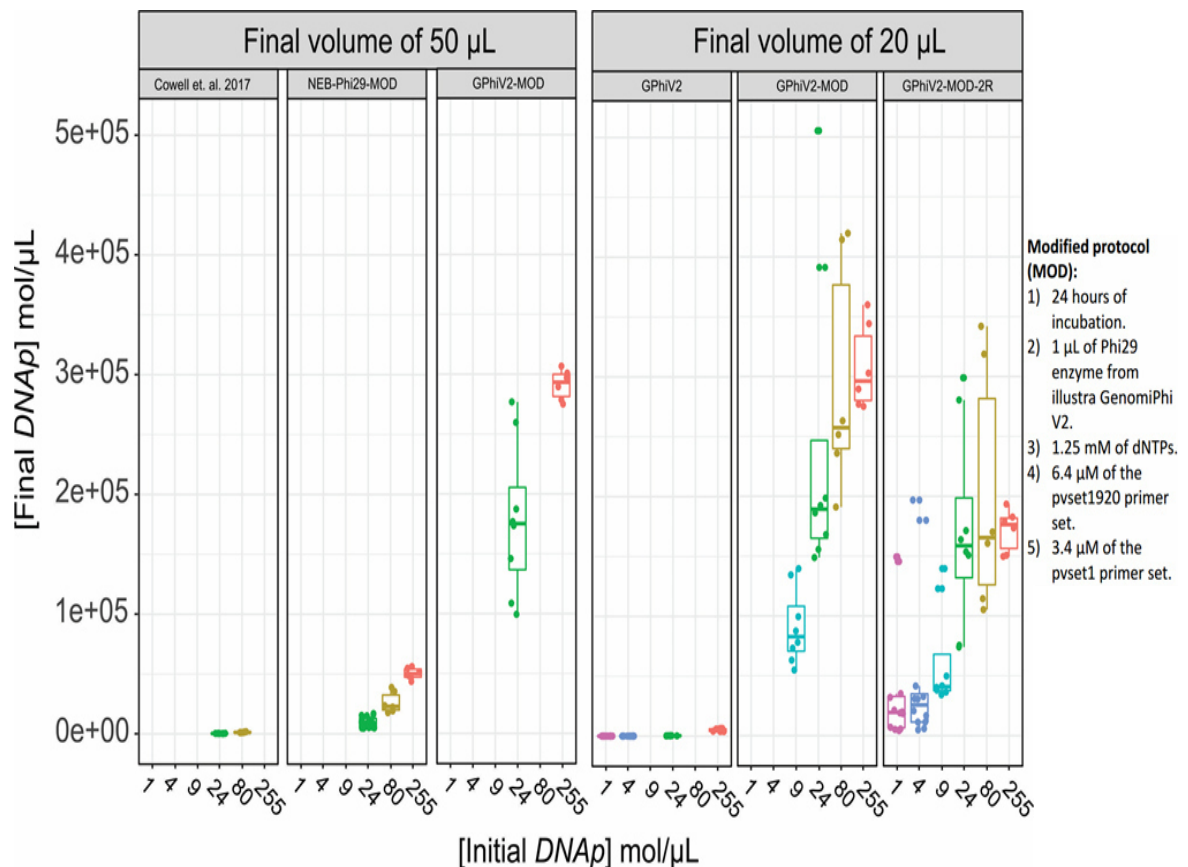 Final volume of 50 µL
Final volume of 20 µL
Cowell et. al. 2017
NEB-Phi29-MOD
GPhiV2-MOD
GPhiV2
GPhiV2-MOD
GPhiV2-MOD-2R
[Final DNAp] mol/µL
5e+05
4e+05
3e+05
2e+05
1e+05
0e+00
1 4 9 24 80 255
1 4 9 24 80 255
1 4 9 24 80 255
1 4 9 24 80 255
1 4 9 24 80 255
1 4 9 24 80 255
[Initial DNAp] mol/µL
Modified protocol
(MOD):
1) 24 hours of
incubation.
2) 1 µL of Phi29
enzyme from
illustra GenomiPhi
V2.
3) 1.25 mM of dNTPs.
4) 6.4 µM of the
pvset1920 primer
set.
5) 3.4 µM of the
pvset1 primer set.